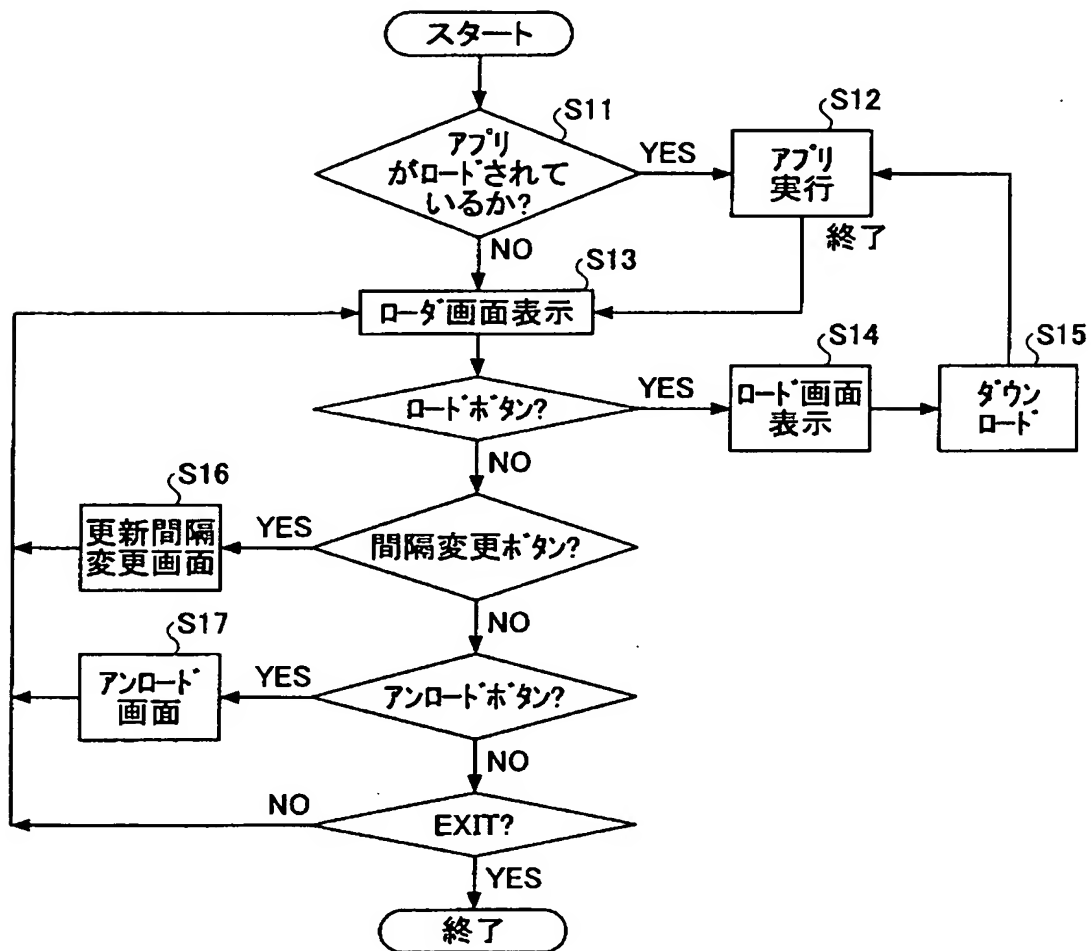 スタート
S11
アプリ
がロードされて
いるか?
YES
S12
アプリ
実行
終了
NO
S13
ローダ画面表示
ロードボタン?
YES
S14
ロード画面
表示
S15
ダウン
ロード
NO
S16
更新間隔
変更画面
YES
間隔変更ボタン?
NO
S17
アンロード
画面
YES
アンロードボタン?
NO
NO
EXIT?
YES
終了